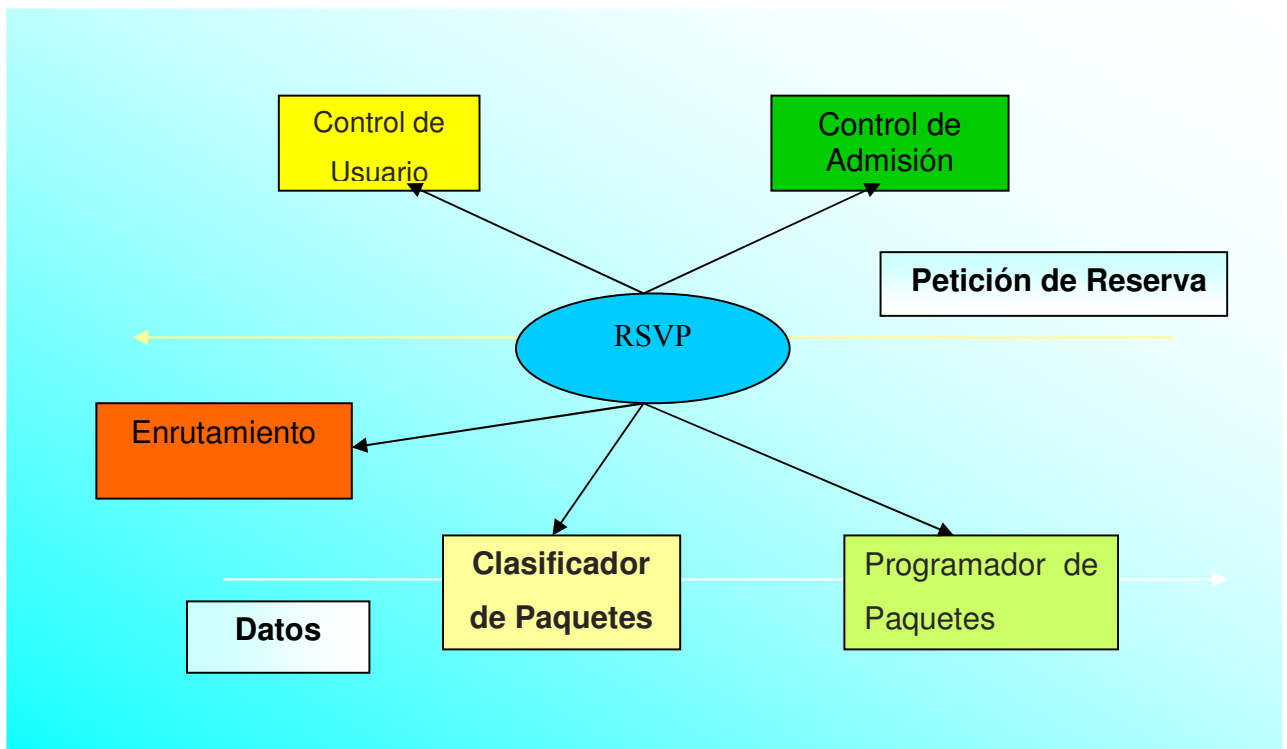 Control de
Usuario
Control de
Admisión
Petición de Reserva
RSVP
Enrutamiento
Clasificador
de Paquetes
Programador de
Paquetes
Datos